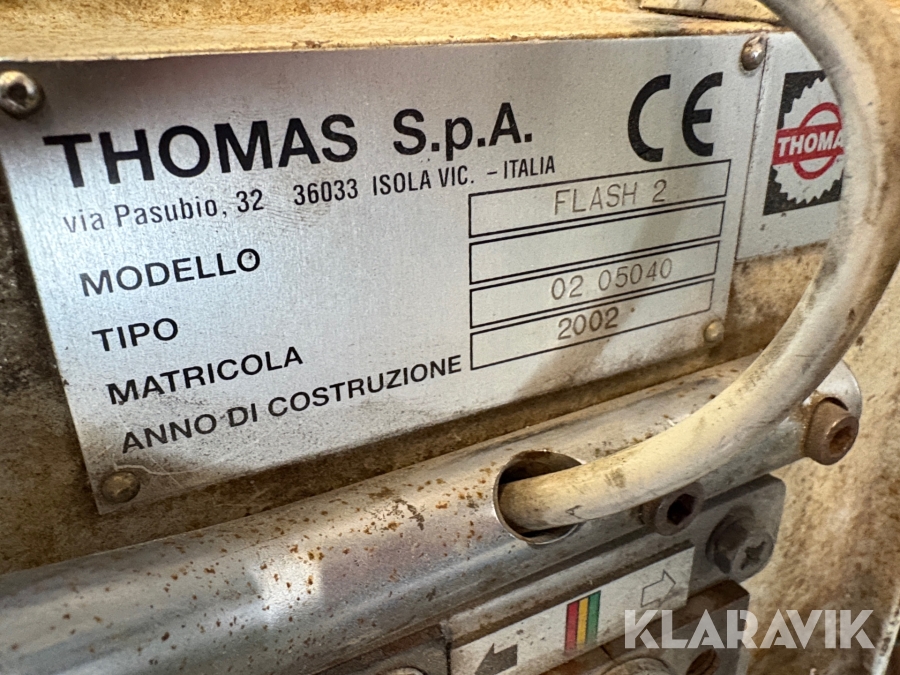 THOMAS S.p.A. CE
via Pasubio, 32 36033 ISOLA VIC. - ITALIA
THOMA
MODELLO FLASH 2
TIPO
MATRICOLA 02 05040
ANNO DI COSTRUZIONE 2002
KLARAVIK